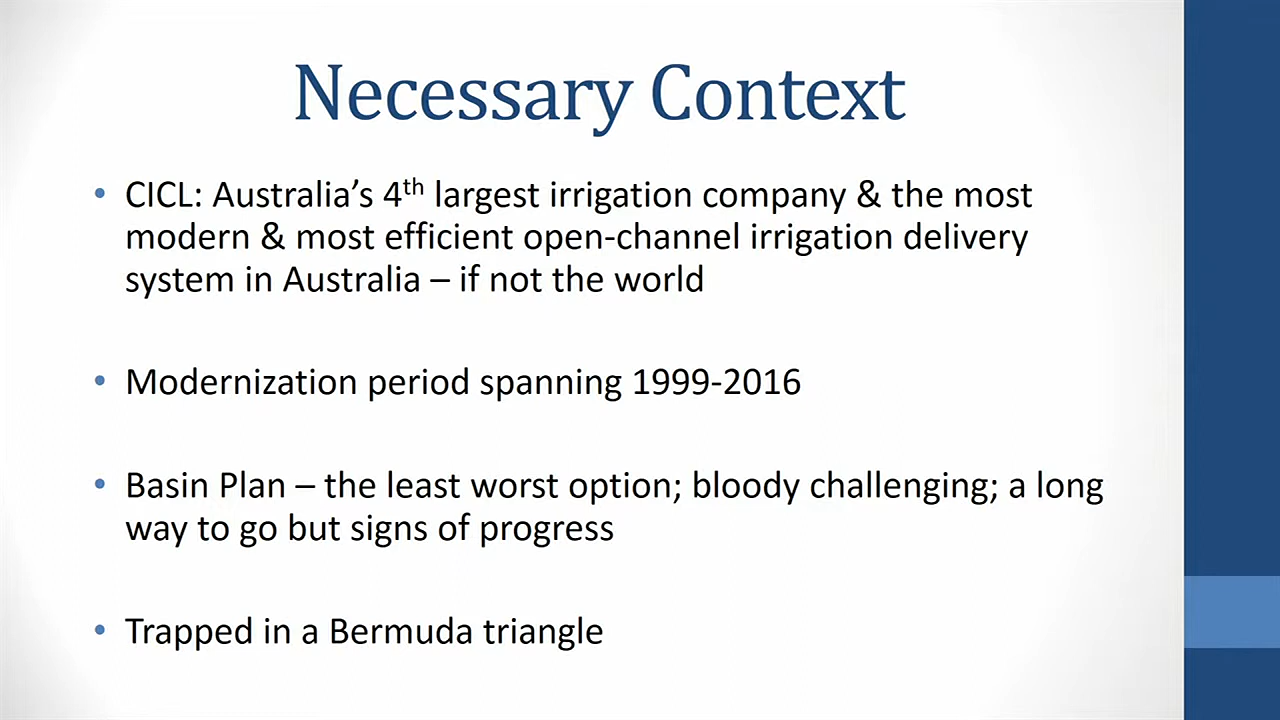 Necessary Context
• CICL: Australia’s 4th largest irrigation company & the most
modern & most efficient open-channel irrigation delivery
system in Australia – if not the world
• Modernization period spanning 1999-2016
• Basin Plan – the least worst option; bloody challenging; a long
way to go but signs of progress
• Trapped in a Bermuda triangle